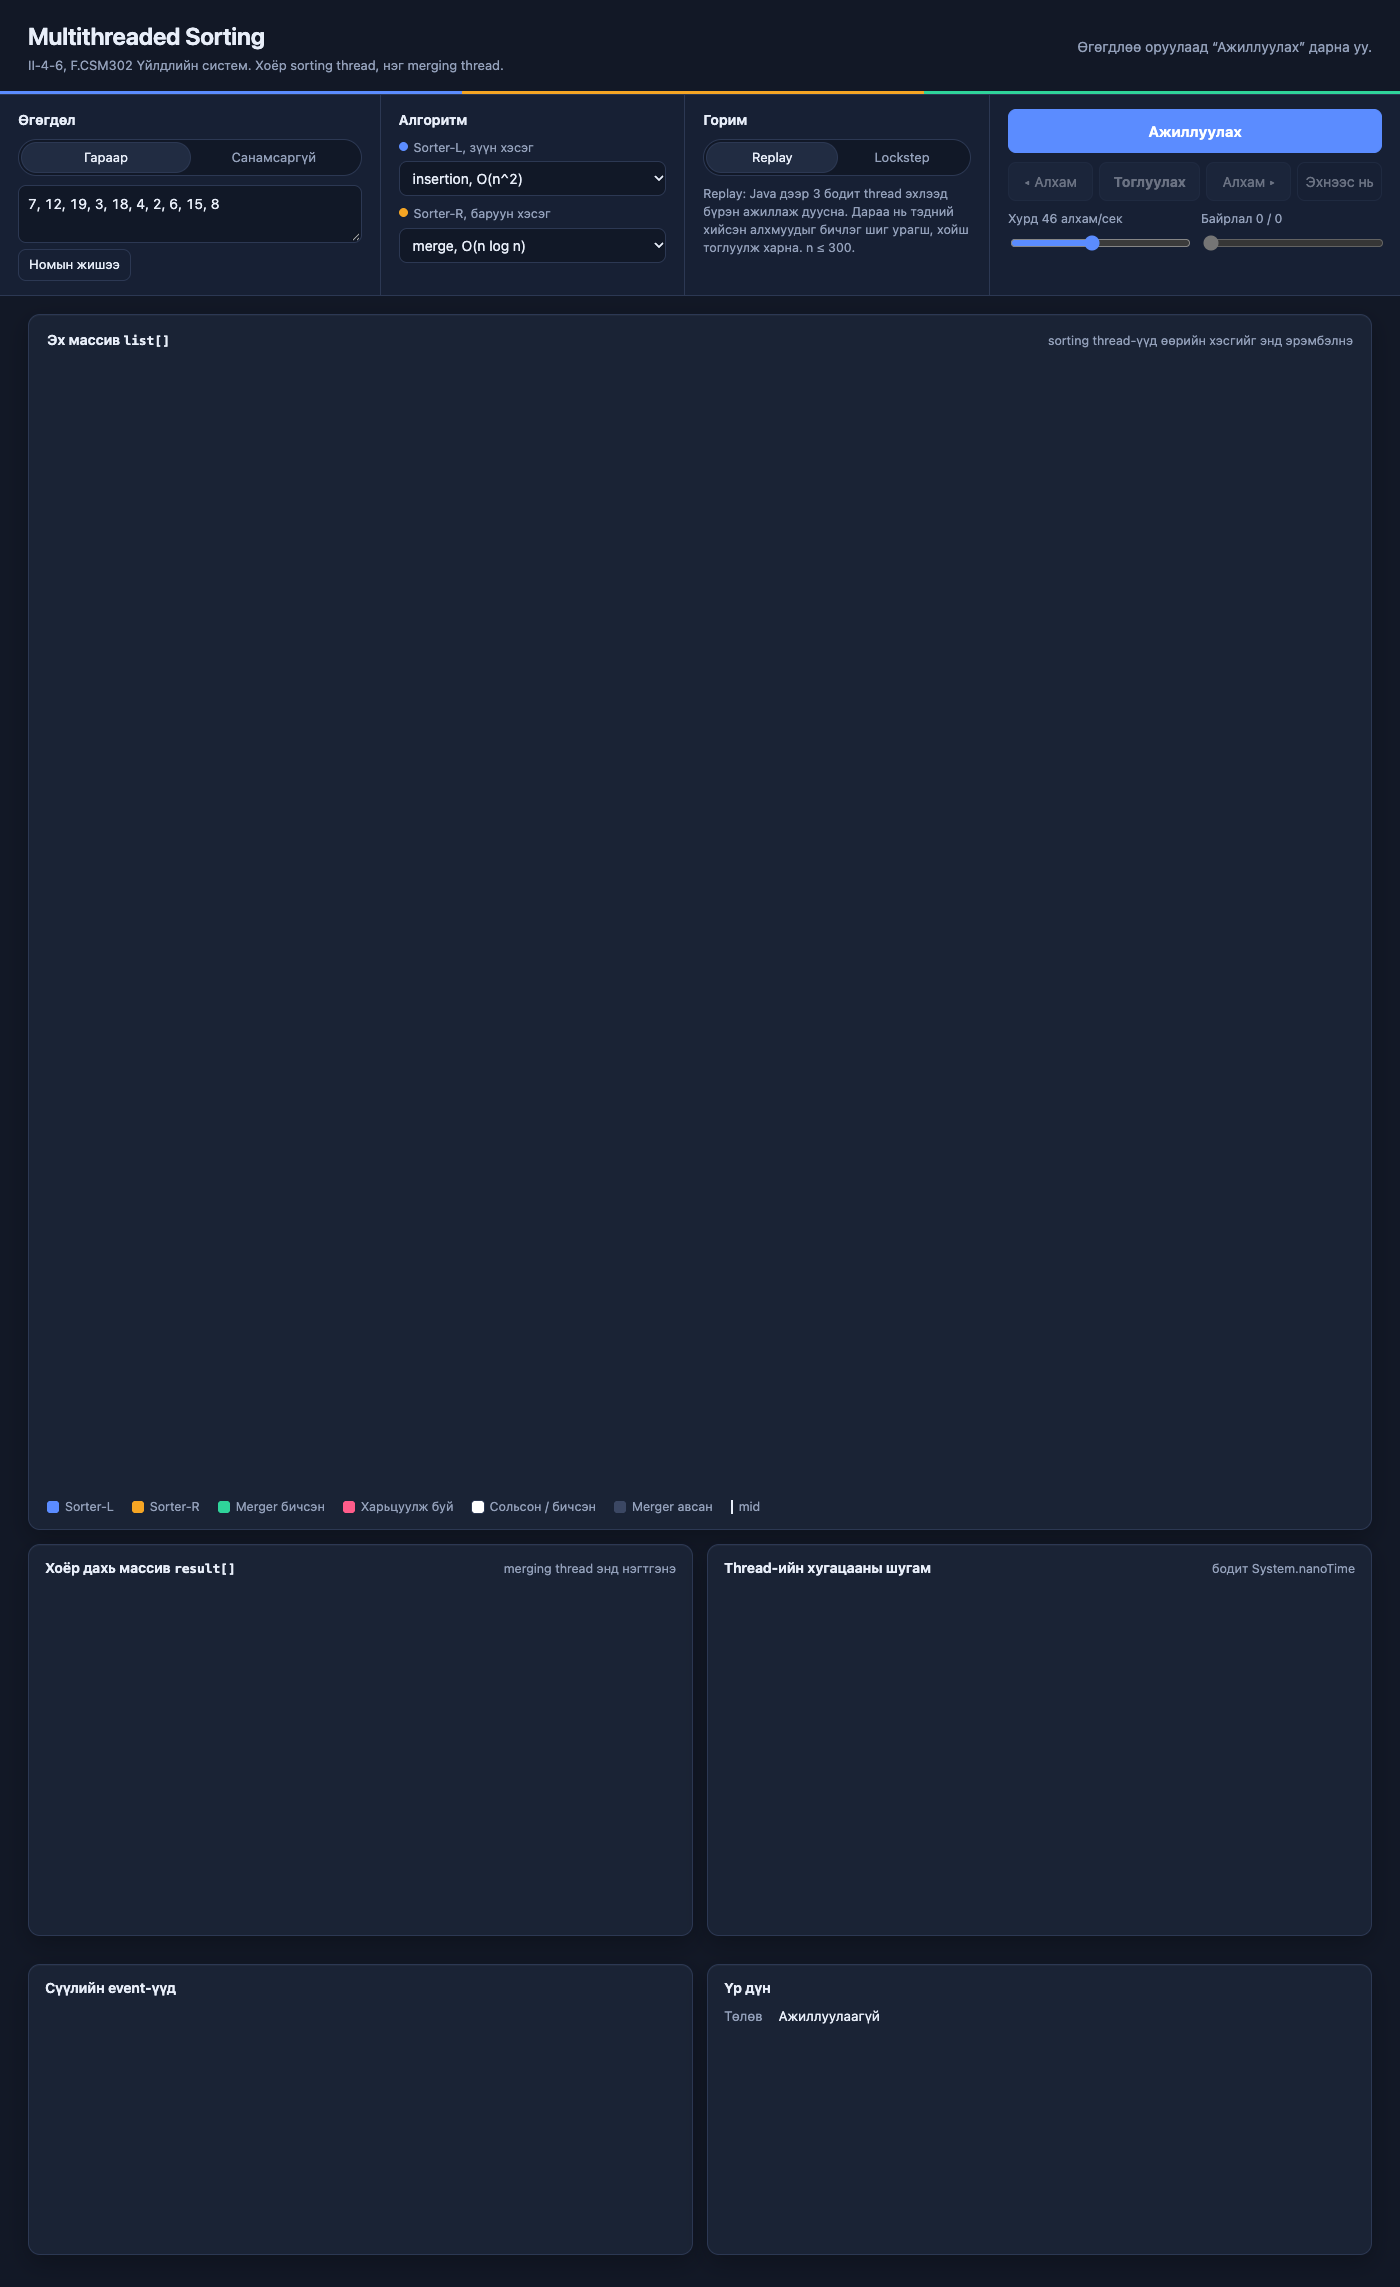 Multithreaded Sorting
II-4-6, F.CSM302 Үйлдлийн систем. Хоёр sorting thread, нэг merging thread.
Өгөгдлөө оруулаад “Ажиллуулах” дарна уу.
Өгөгдөл
Гараар
Санамсаргүй
7, 12, 19, 3, 18, 4, 2, 6, 15, 8
Номын жишээ
Алгоритм
Sorter-L, зүүн хэсэг
insertion, O(n^2)
Sorter-R, баруун хэсэг
merge, O(n log n)
Горим
Replay
Lockstep
Replay: Java дээр 3 бодит thread эхлээд
бүрэн ажиллаж дуусна. Дараа нь тэдний
хийсэн алхмуудыг бичлэг шиг урагш, хойш
тоглуулж харна. n ≤ 300.
Ажиллуулах
◂ Алхам
Тоглуулах
Алхам ▸
Эхнээс нь
Хурд 46 алхам/сек
Байрлал 0 / 0
Эх массив list[]
sorting thread-үүд өөрийн хэсгийг энд эрэмбэлнэ
Sorter-L
Sorter-R
Merger бичсэн
Харьцуулж буй
Сольсон / бичсэн
Merger авсан
mid
Хоёр дахь массив result[]
merging thread энд нэгтгэнэ
Thread-ийн хугацааны шугам
бодит System.nanoTime
Сүүлийн event-үүд
Үр дүн
Төлөв Ажиллуулаагүй